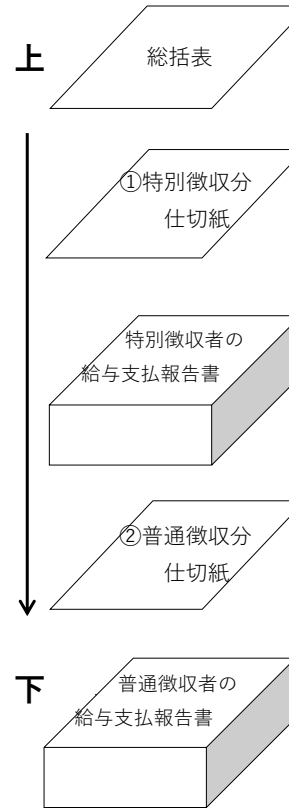 上
総括表
①特別徴収分
仕切紙
特別徴収者の
給与支払報告書
②普通徴収分
仕切紙
下
普通徴収者の
給与支払報告書